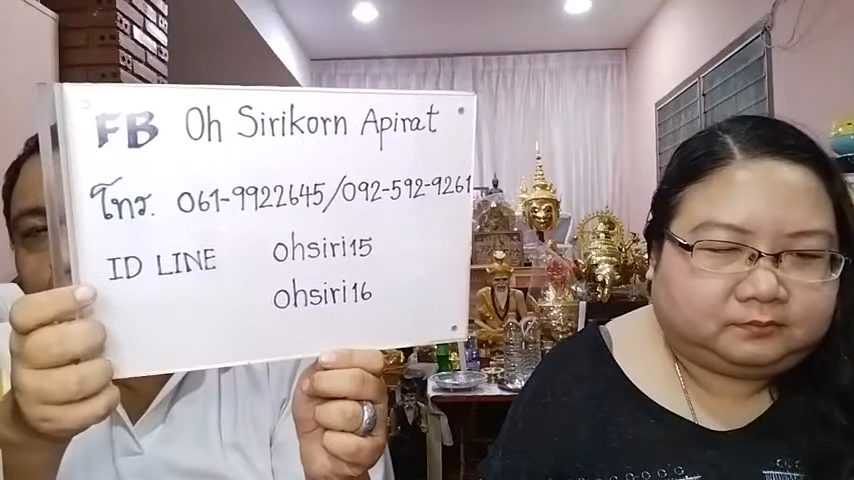 FB Oh Sirikorn Apirat
โทร. 061-9922645/092-592-9261
ID LINE ohsiri15
ohsiri16